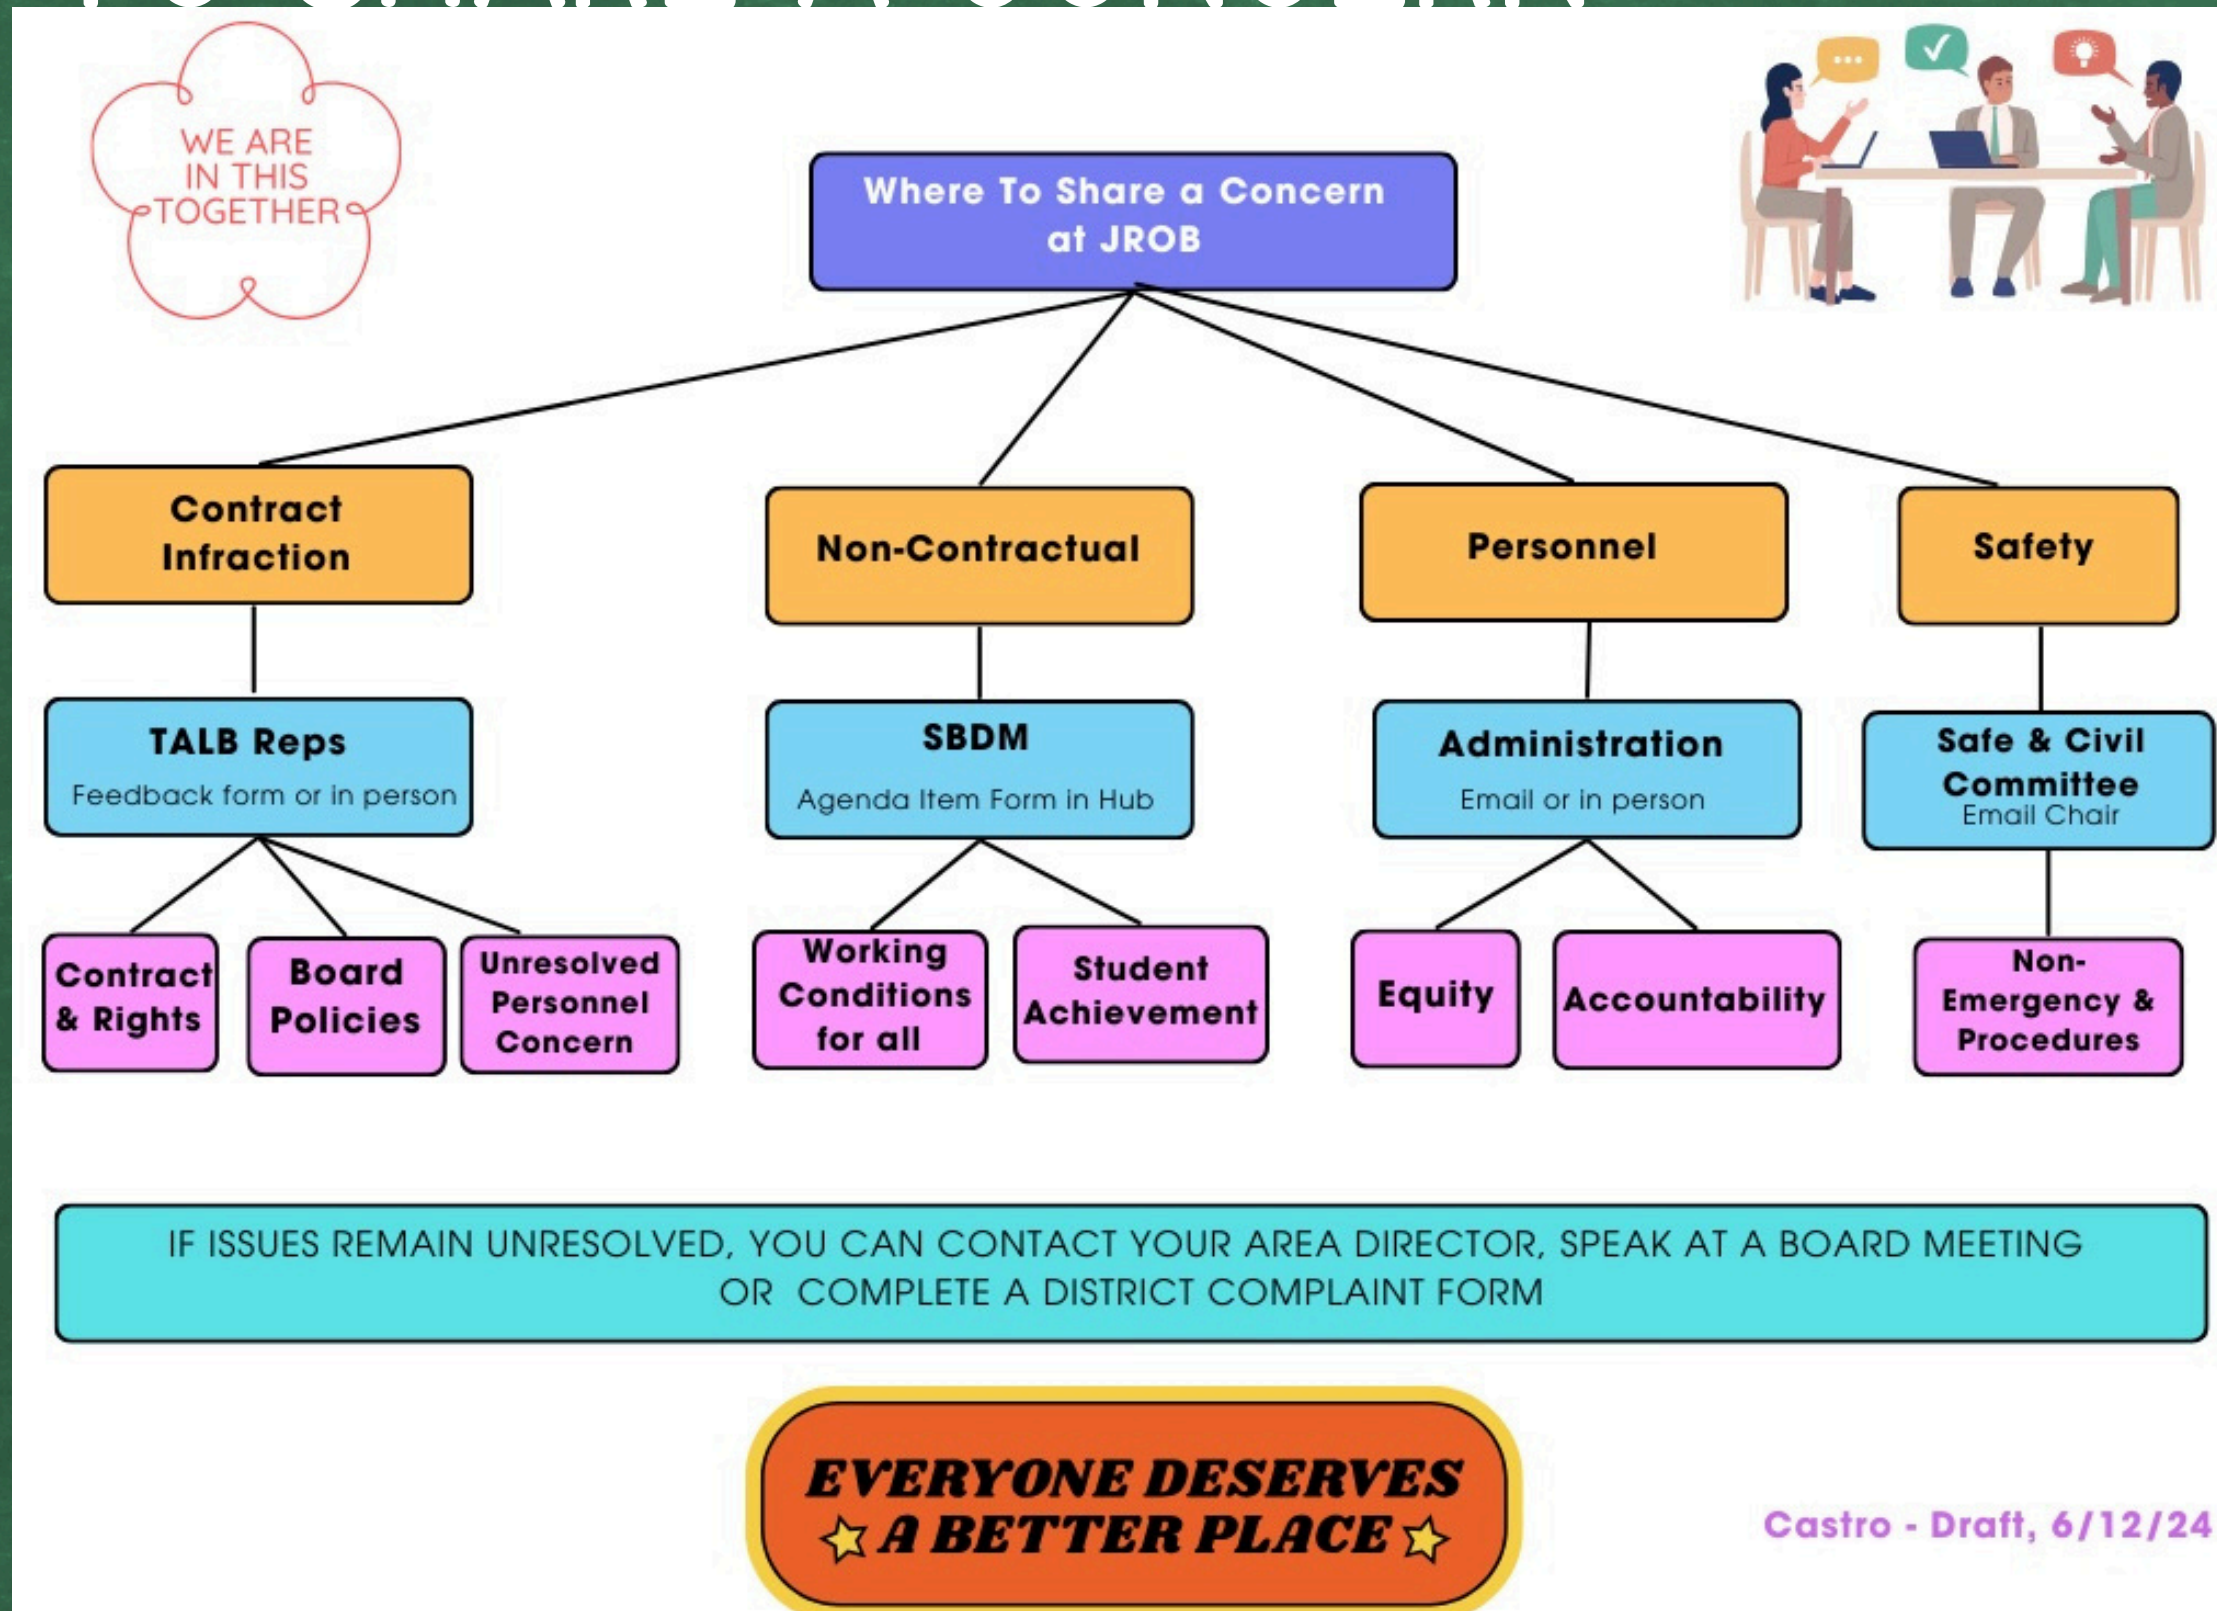 WE ARE
IN THIS
TOGETHER
Where To Share a Concern
at JROB
Contract
Infraction
Non-Contractual
Personnel
Safety
TALB Reps
Feedback form or in person
SBDM
Agenda Item Form in Hub
Administration
Email or in person
Safe & Civil
Committee
Email Chair
Contract
& Rights
Board
Policies
Unresolved
Personnel
Concern
Working
Conditions
for all
Student
Achievement
Equity
Accountability
Non-
Emergency &
Procedures
IF ISSUES REMAIN UNRESOLVED, YOU CAN CONTACT YOUR AREA DIRECTOR, SPEAK AT A BOARD MEETING
OR COMPLETE A DISTRICT COMPLAINT FORM
EVERYONE DESERVES
A BETTER PLACE
Castro - Draft, 6/12/24